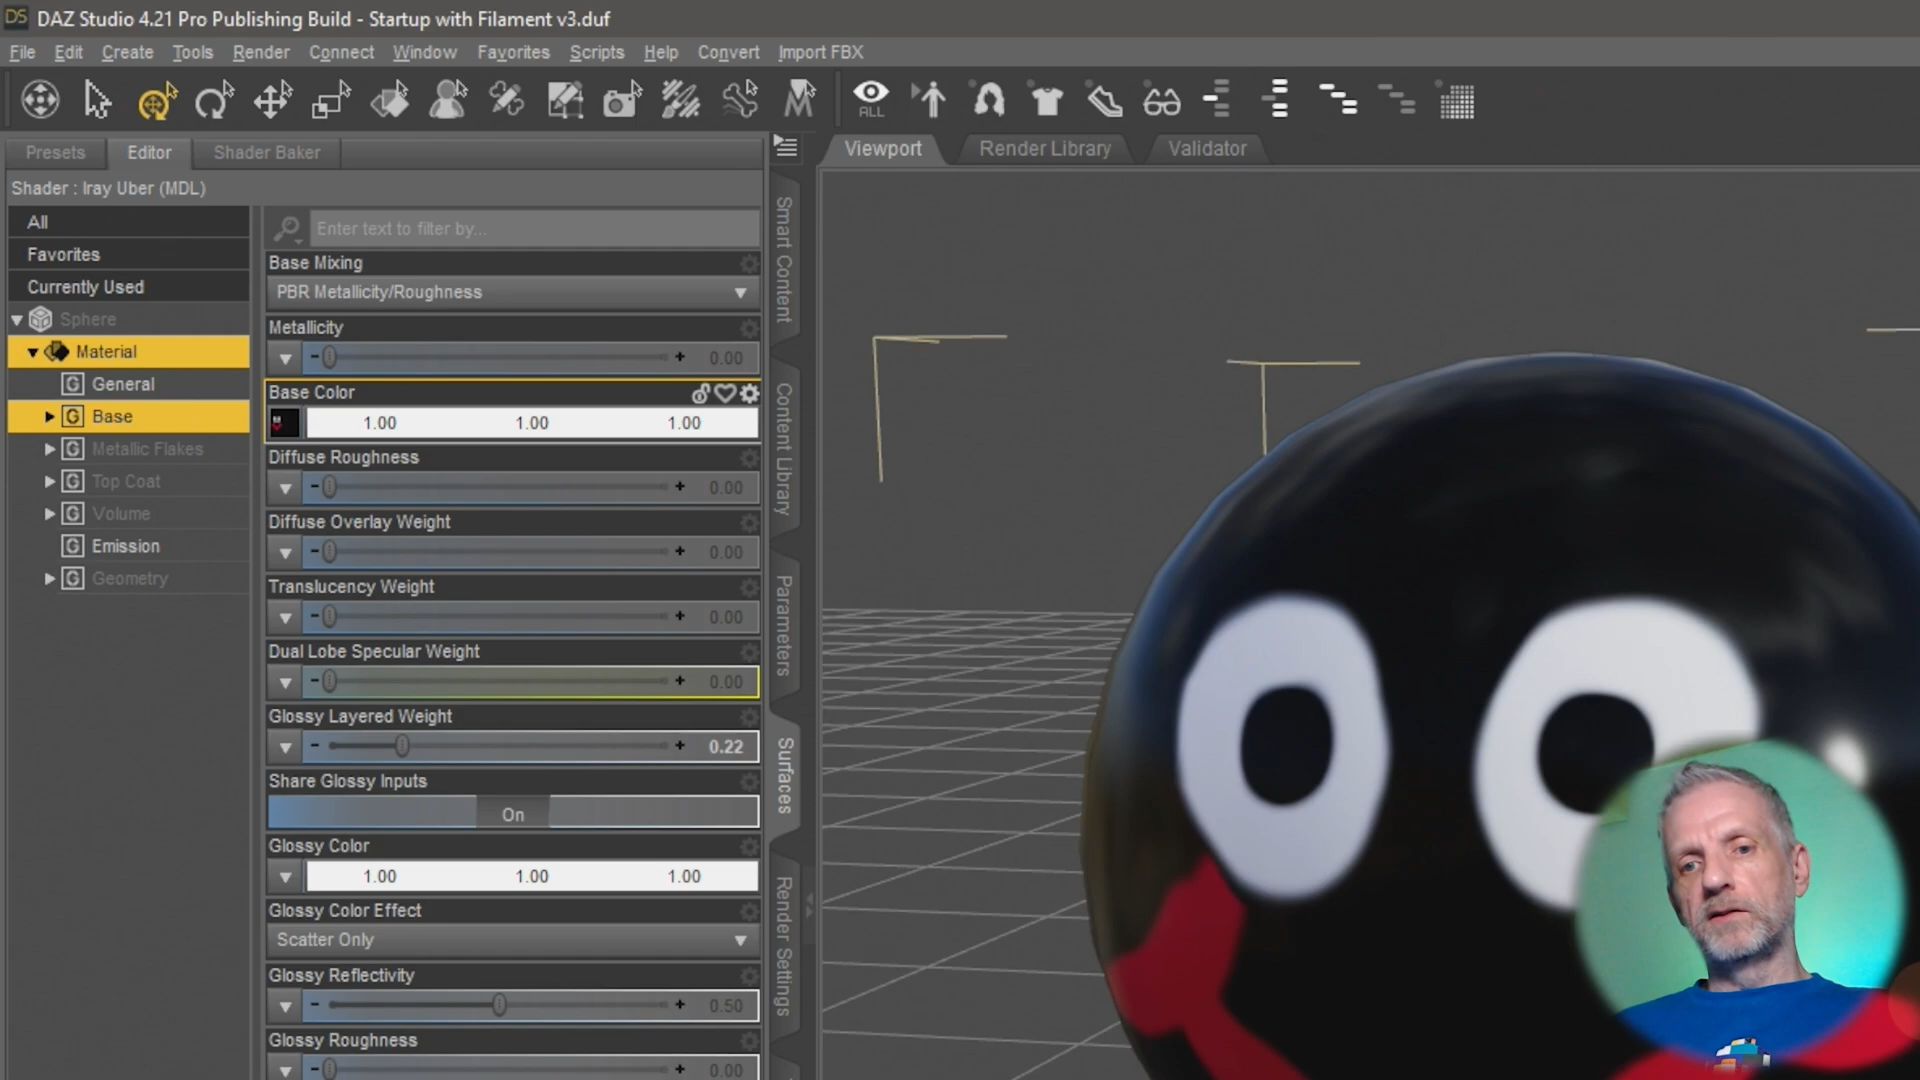 DS DAZ Studio 4.21 Pro Publishing Build - Startup with Filament v3.duf
File Edit Create Tools Render Connect Window Favorites Scripts Help Convert Import FBX
ALL
Presets Editor Shader Baker
Viewport Render Library Validator
Shader : Iray Uber (MDL)
All
Favorites
Currently Used
Sphere
Material
G General
G Base
G Metallic Flakes
G Top Coat
G Volume
G Emission
G Geometry
Enter text to filter by...
Base Mixing
PBR Metallicity/Roughness
Metallicity
- + 0.00
Base Color
1.00 1.00 1.00
Diffuse Roughness
- + 0.00
Diffuse Overlay Weight
- + 0.00
Translucency Weight
- + 0.00
Dual Lobe Specular Weight
- + 0.00
Glossy Layered Weight
- + 0.22
Share Glossy Inputs
On
Glossy Color
1.00 1.00 1.00
Glossy Color Effect
Scatter Only
Glossy Reflectivity
- + 0.50
Glossy Roughness
- + 0.00
Smart Content
Content Library
Parameters
Surfaces
Render Settings